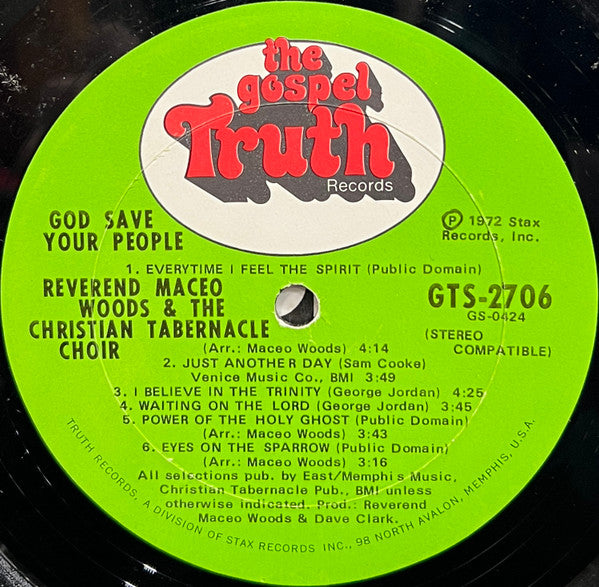 the
gospel
Truth
Records
GOD SAVE
YOUR PEOPLE
Ⓟ 1972 Stax
Records, Inc.
1. EVERYTIME I FEEL THE SPIRIT (Public Domain)
REVEREND MACEO
WOODS & THE
CHRISTIAN TABERNACLE
CHOIR
GTS-2706
GS-0424
(STEREO
COMPATIBLE)
(Arr.: Maceo Woods) 4:14
2. JUST ANOTHER DAY (Sam Cooke)
Venice Music Co., BMI 3:49
3. I BELIEVE IN THE TRINITY (George Jordan) 4:25
4. WAITING ON THE LORD (George Jordan) 3:45
5. POWER OF THE HOLY GHOST (Public Domain)
(Arr.: Maceo Woods) 3:43
6. EYES ON THE SPARROW (Public Domain)
(Arr.: Maceo Woods) 3:16
All selections pub. by East/Memphis Music,
Christian Tabernacle Pub., BMI unless
otherwise indicated. Prod.: Reverend
Maceo Woods & Dave Clark.
TRUTH RECORDS, A DIVISION OF STAX RECORDS INC., 98 NORTH AVALON, MEMPHIS, U.S.A.